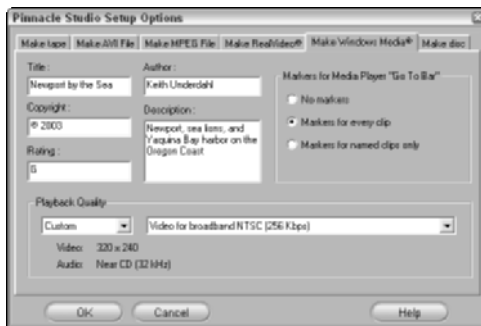 Pinnacle Studio Setup Options
Make tape Make AVI File Make MPEG File Make RealVideo® Make Windows Media® Make disc
Title:
Newport by the Sea
Author:
Keith Underdahl
Copyright:
© 2003
Description:
Newport, sea lions, and
Yaquina Bay harbor on the
Oregon Coast
Rating:
G
Markers for Media Player "Go To Bar"
No markers
Markers for every clip
Markers for named clips only
Playback Quality
Custom
Video for broadband NTSC (256 Kbps)
Video: 320 x 240
Audio: Near CD (32 kHz)
OK Cancel Help